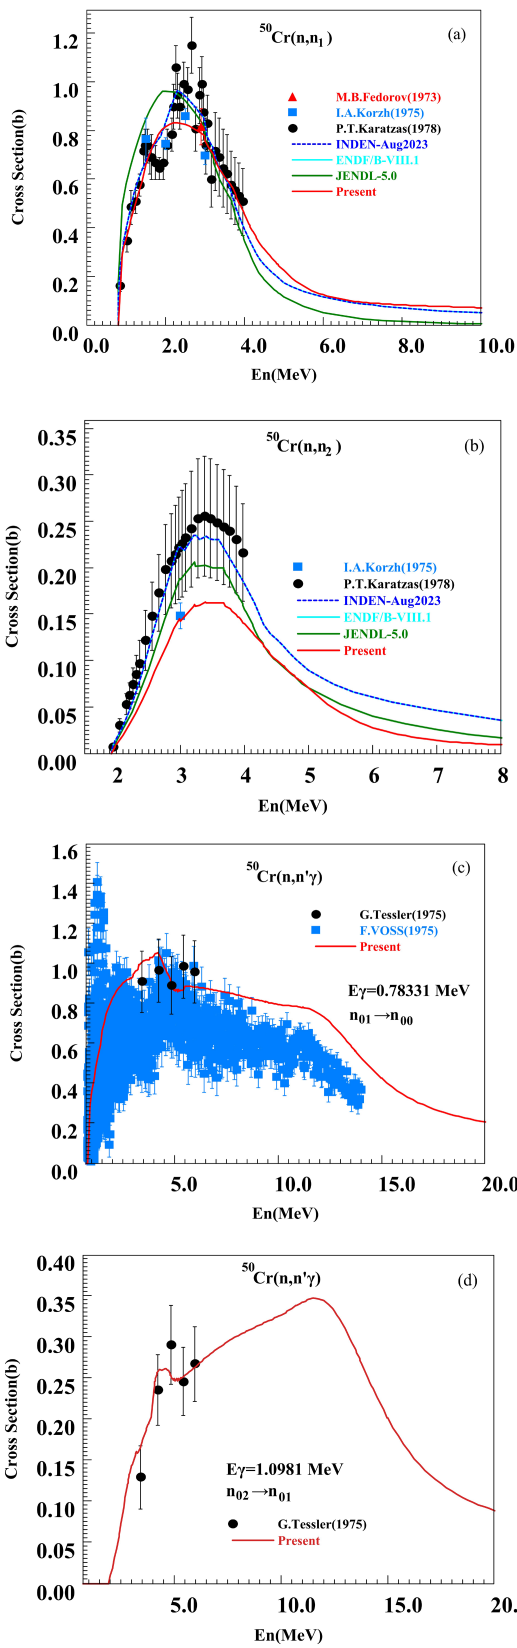 50Cr(n,n1)
(a)
1.2
1.0
0.8
0.6
0.4
0.2
0.0
Cross Section(b)
M.B.Fedorov(1973)
I.A.Korzh(1975)
P.T.Karatzas(1978)
INDEN-Aug2023
ENDF/B-VIII.1
JENDL-5.0
Present
0.0 2.0 4.0 6.0 8.0 10.0
En(MeV)
50Cr(n,n2)
(b)
0.35
0.30
0.25
0.20
0.15
0.10
0.05
0.00
Cross Section(b)
I.A.Korzh(1975)
P.T.Karatzas(1978)
INDEN-Aug2023
ENDF/B-VIII.1
JENDL-5.0
Present
2 3 4 5 6 7 8
En(MeV)
50Cr(n,n'γ)
(c)
1.6
1.4
1.2
1.0
0.8
0.6
0.4
0.2
0.0
Cross Section(b)
G.Tessler(1975)
F.VOSS(1975)
Present
Eγ=0.78331 MeV
n01→n00
5.0 10.0 15.0 20.0
En(MeV)
50Cr(n,n'γ)
(d)
0.40
0.35
0.30
0.25
0.20
0.15
0.10
0.05
0.00
Cross Section(b)
Eγ=1.0981 MeV
n02→n01
G.Tessler(1975)
Present
5.0 10.0 15.0 20.
En(MeV)